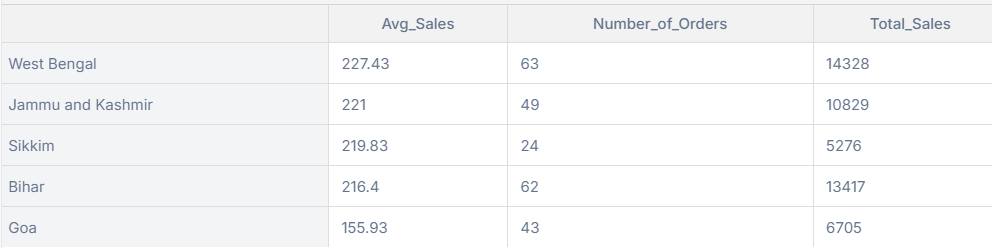 Avg_Sales Number_of_Orders Total_Sales
West Bengal 227.43 63 14328
Jammu and Kashmir 221 49 10829
Sikkim 219.83 24 5276
Bihar 216.4 62 13417
Goa 155.93 43 6705